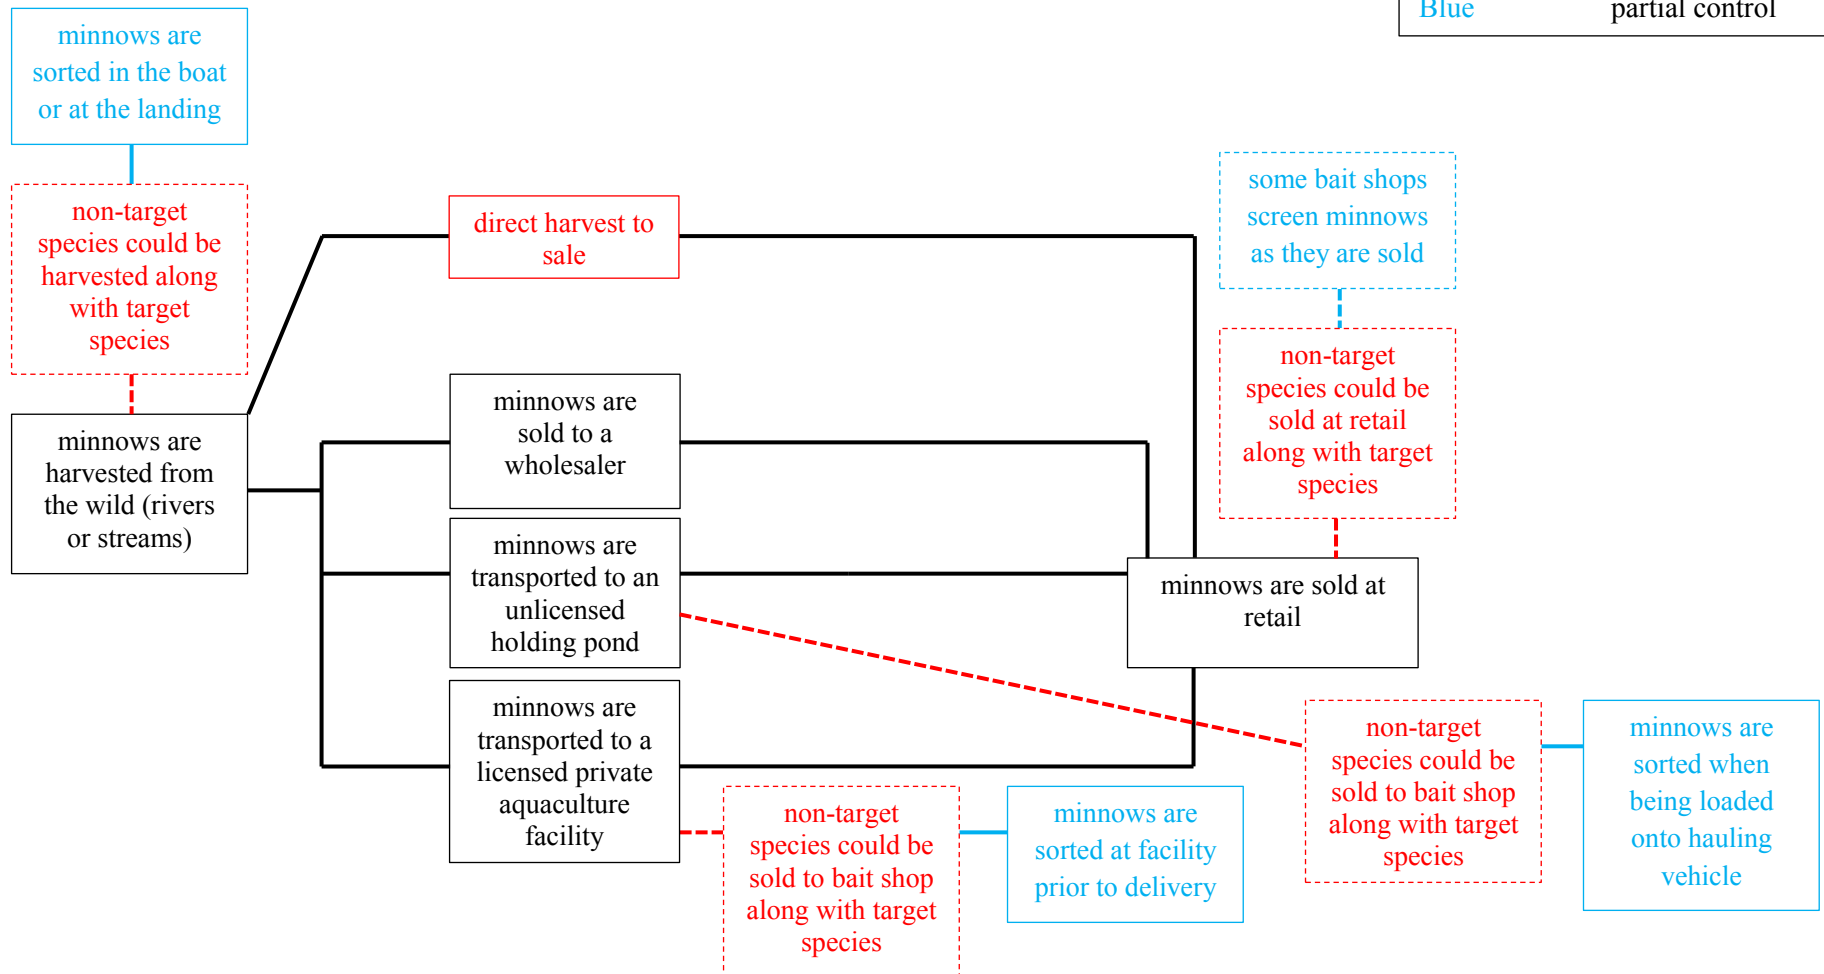 Blue partial control
minnows are
sorted in the boat
or at the landing
non-target
species could be
harvested along
with target
species
minnows are
harvested from
the wild (rivers
or streams)
direct harvest to
sale
minnows are
sold to a
wholesaler
minnows are
transported to an
unlicensed
holding pond
minnows are
transported to a
licensed private
aquaculture
facility
some bait shops
screen minnows
as they are sold
non-target
species could be
sold at retail
along with target
species
minnows are sold at
retail
non-target
species could be
sold to bait shop
along with target
species
minnows are
sorted at facility
prior to delivery
non-target
species could be
sold to bait shop
along with target
species
minnows are
sorted when
being loaded
onto hauling
vehicle